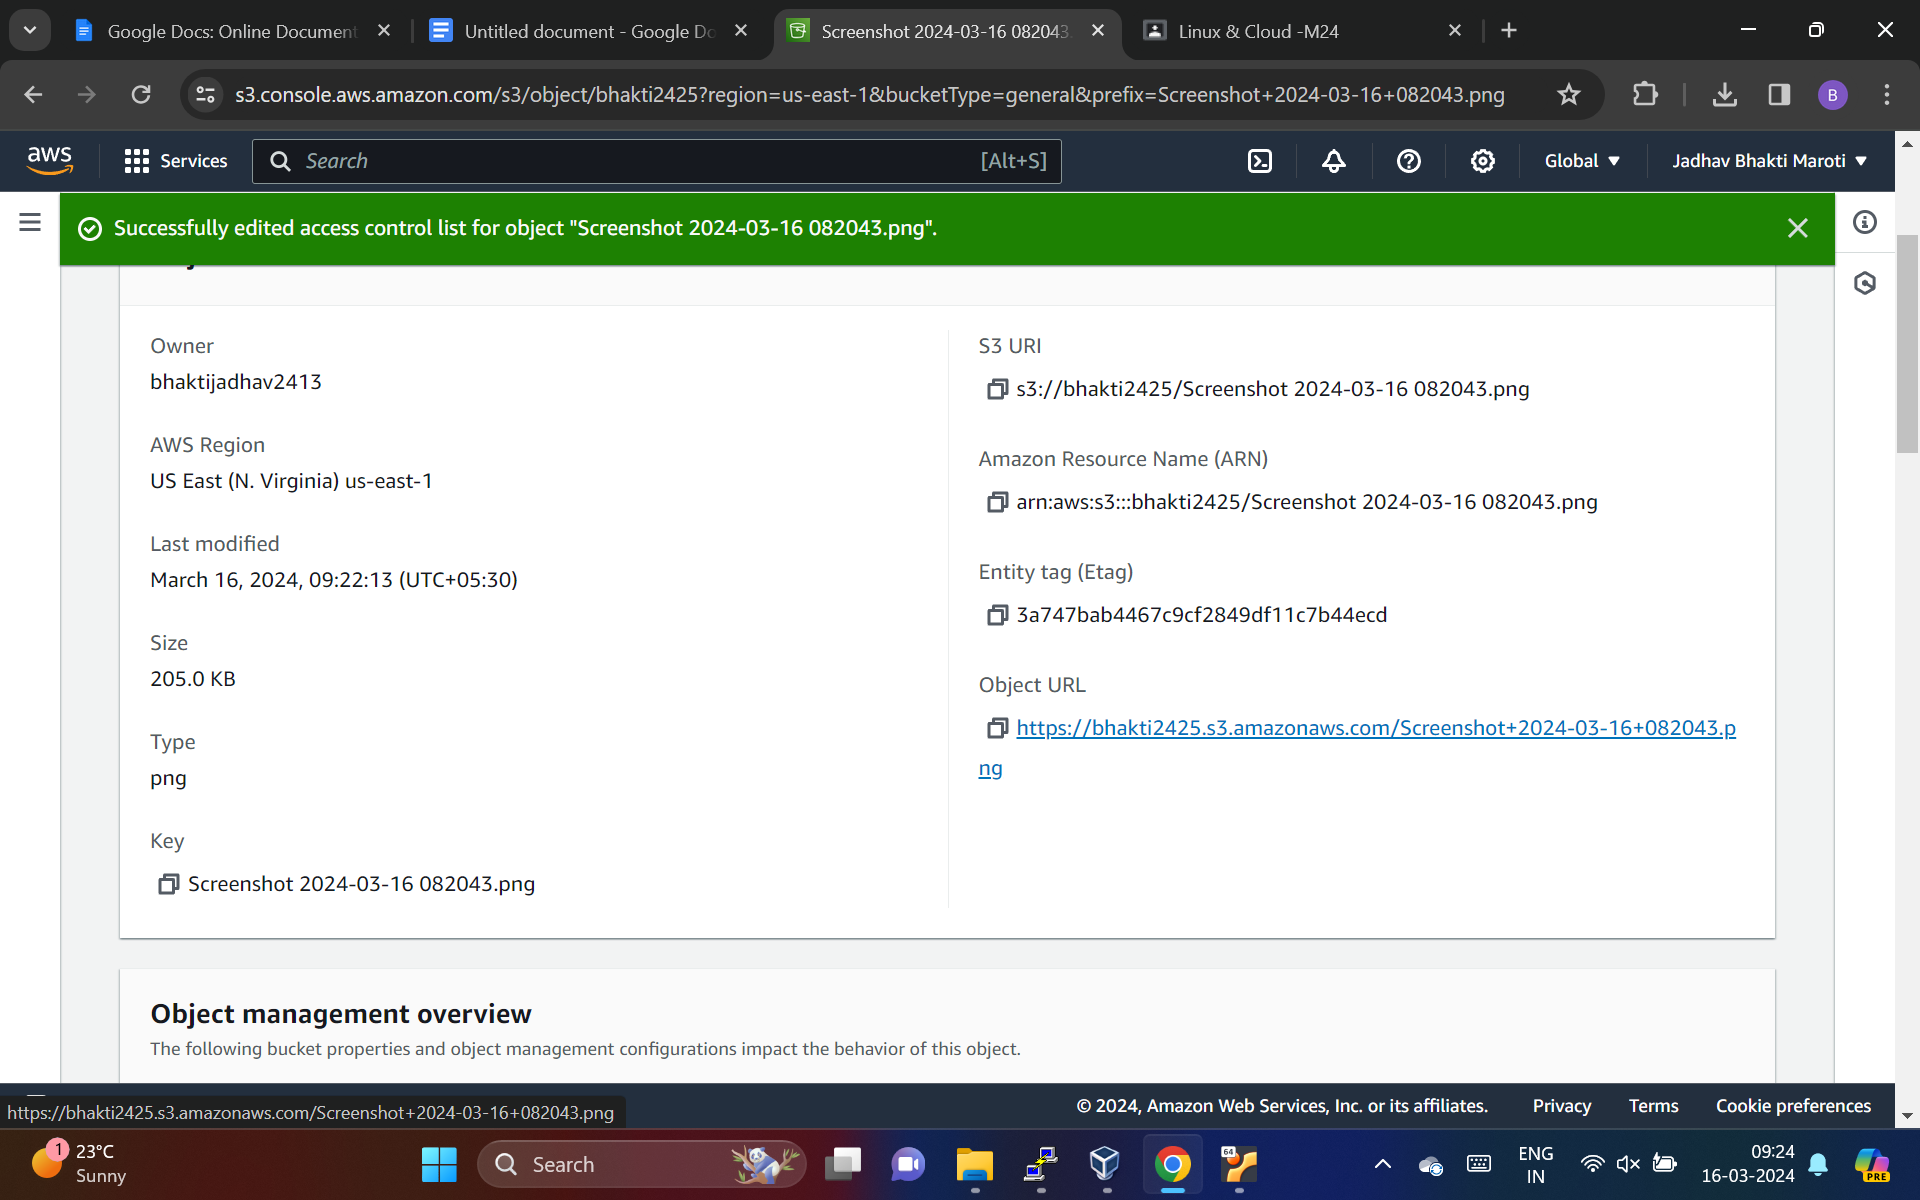 Google Docs: Online Document
Untitled document - Google Do
Screenshot 2024-03-16 082043.
Linux & Cloud -M24
s3.console.aws.amazon.com/s3/object/bhakti2425?region=us-east-1&bucketType=general&prefix=Screenshot+2024-03-16+082043.png
B
aws
Services
Search
[Alt+S]
Global
Jadhav Bhakti Maroti
Successfully edited access control list for object "Screenshot 2024-03-16 082043.png".
Owner
bhaktijadhav2413
AWS Region
US East (N. Virginia) us-east-1
Last modified
March 16, 2024, 09:22:13 (UTC+05:30)
Size
205.0 KB
Type
png
Key
Screenshot 2024-03-16 082043.png
S3 URI
s3://bhakti2425/Screenshot 2024-03-16 082043.png
Amazon Resource Name (ARN)
arn:aws:s3:::bhakti2425/Screenshot 2024-03-16 082043.png
Entity tag (Etag)
3a747bab4467c9cf2849df11c7b44ecd
Object URL
https://bhakti2425.s3.amazonaws.com/Screenshot+2024-03-16+082043.p
ng
Object management overview
The following bucket properties and object management configurations impact the behavior of this object.
https://bhakti2425.s3.amazonaws.com/Screenshot+2024-03-16+082043.png
© 2024, Amazon Web Services, Inc. or its affiliates.
Privacy
Terms
Cookie preferences
1
23°C
Sunny
Search
64
ENG
IN
09:24
16-03-2024
PRE